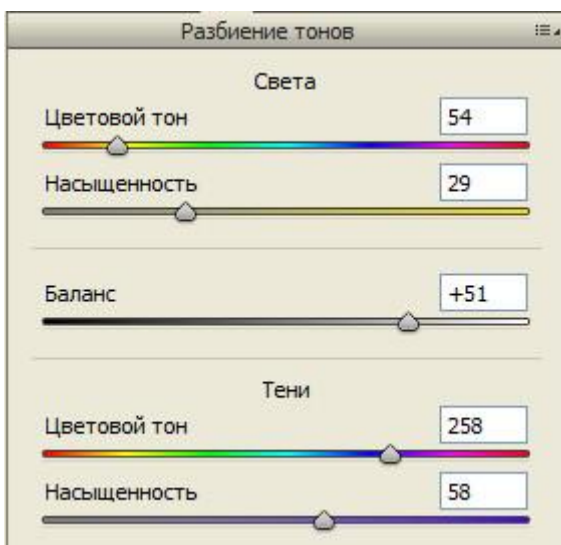 Разбиение тонов
Света
Цветовой тон 54
Насыщенность 29
Баланс +51
Тени
Цветовой тон 258
Насыщенность 58